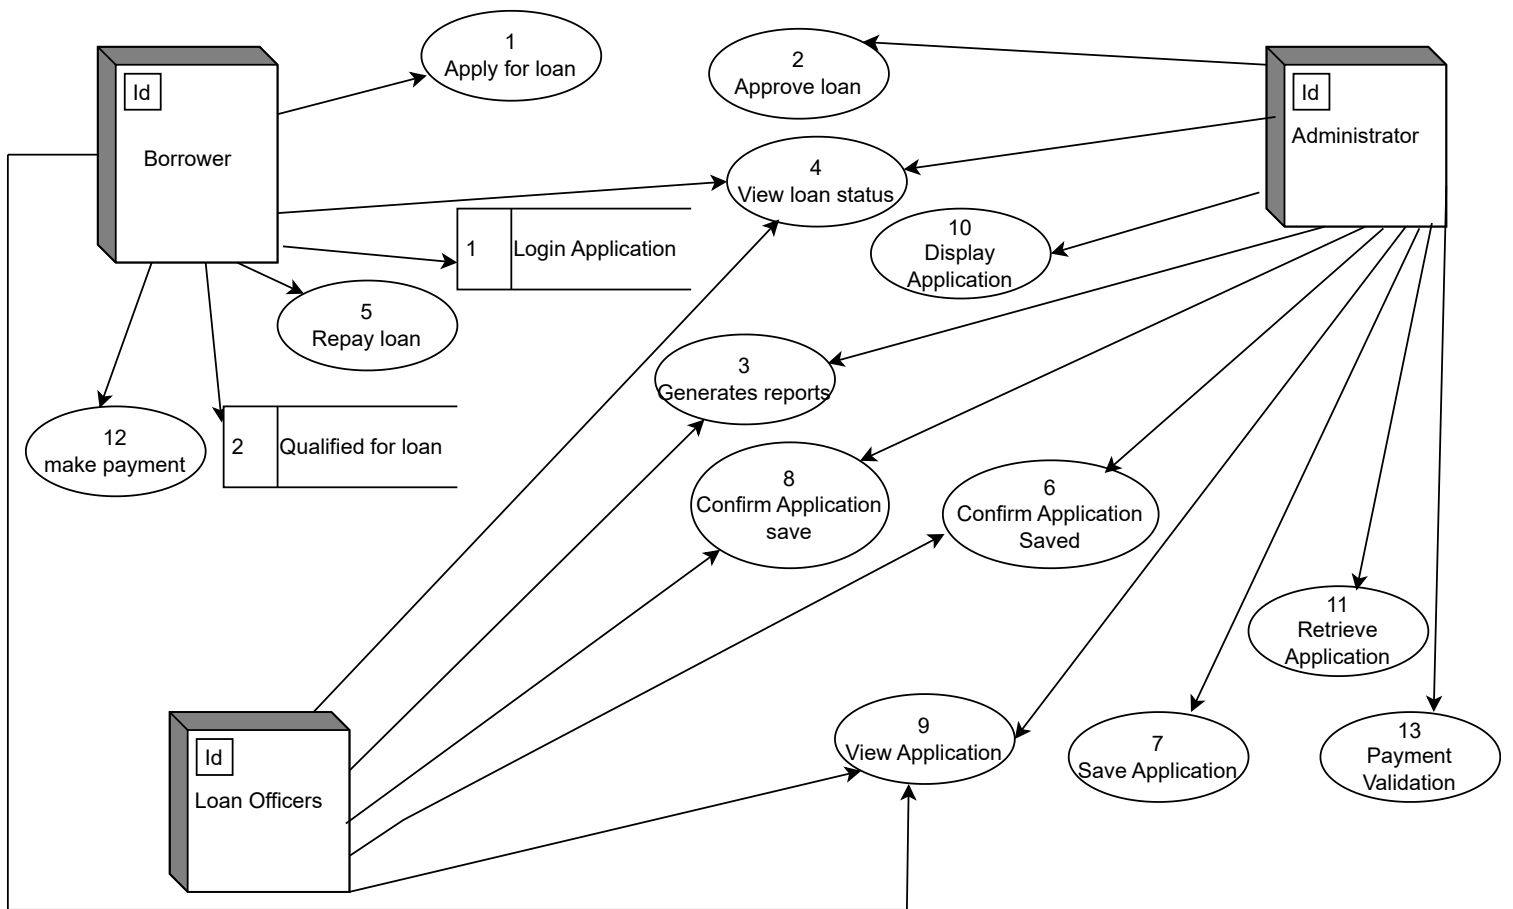 1
Apply for loan
2
Approve loan
Id
Borrower
Id
Administrator
4
View loan status
10
Display
Application
1
Login Application
5
Repay loan
3
Generates reports
12
make payment
2
Qualified for loan
8
Confirm Application
save
6
Confirm Application
Saved
11
Retrieve
Application
Id
Loan Officers
9
View Application
7
Save Application
13
Payment
Validation